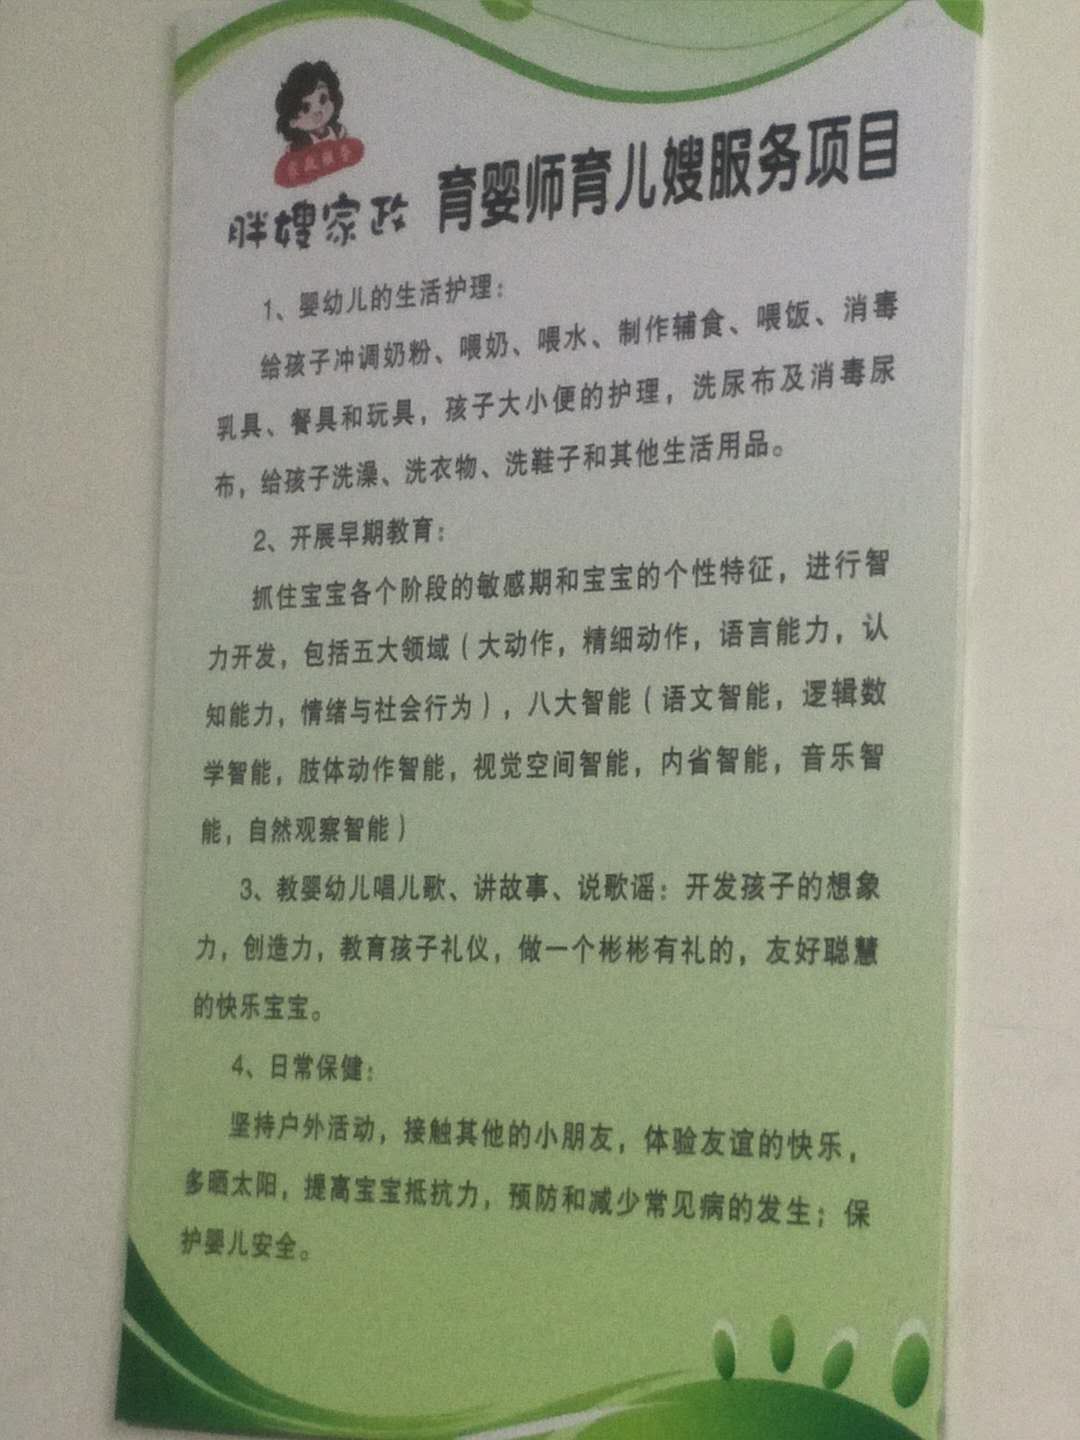 胖嫂家政 育婴师育儿嫂服务项目
1、婴幼儿的生活护理：
给孩子冲调奶粉、喂奶、喂水、制作辅食、喂饭、消毒
乳具、餐具和玩具，孩子大小便的护理，洗尿布及消毒尿
布，给孩子洗澡、洗衣物、洗鞋子和其他生活用品。
2、开展早期教育：
抓住宝宝各个阶段的敏感期和宝宝的个性特征，进行智
力开发，包括五大领域（大动作，精细动作，语言能力，认
知能力，情绪与社会行为），八大智能（语文智能，逻辑数
学智能，肢体动作智能，视觉空间智能，内省智能，音乐智
能，自然观察智能）
3、教婴幼儿唱儿歌、讲故事、说歌谣：开发孩子的想象
力，创造力，教育孩子礼仪，做一个彬彬有礼的，友好聪慧
的快乐宝宝。
4、日常保健：
坚持户外活动，接触其他的小朋友，体验友谊的快乐，
多晒太阳，提高宝宝抵抗力，预防和减少常见病的发生；保
护婴儿安全。